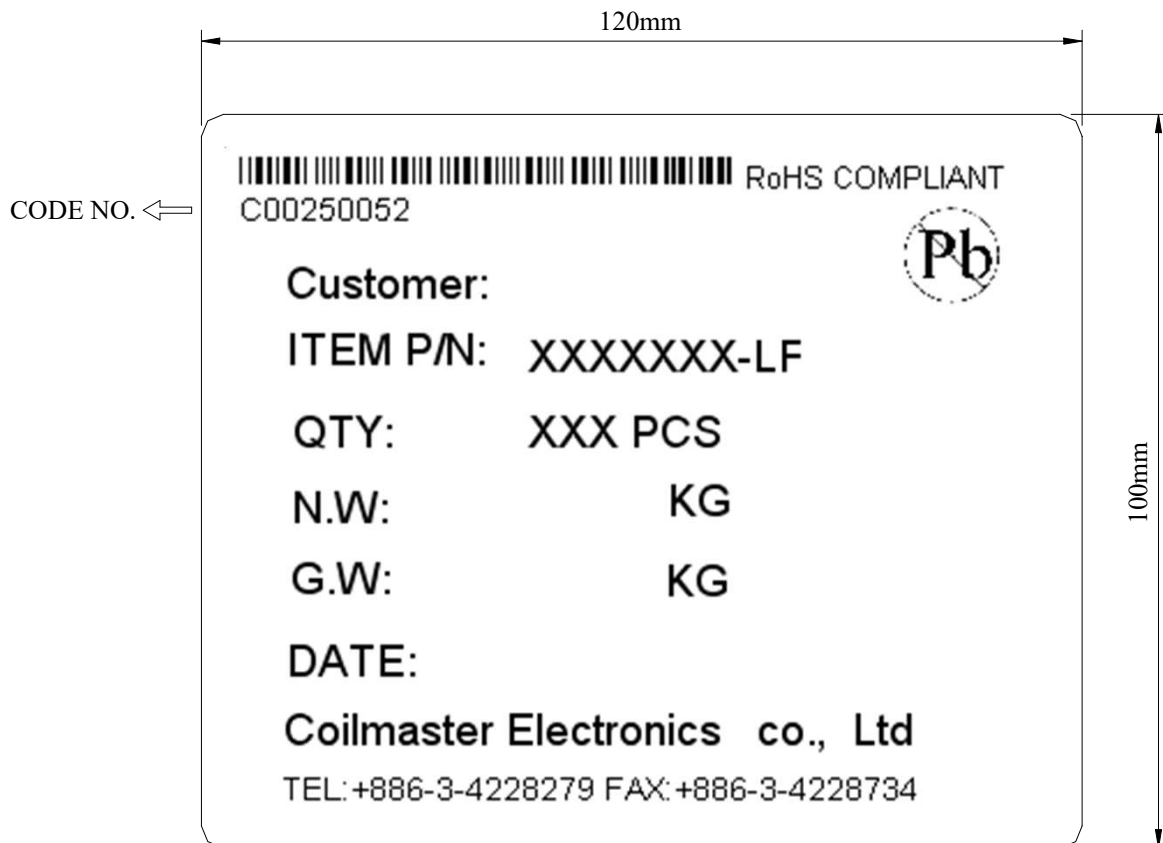 120mm
RoHS COMPLIANT
CODE NO.
C00250052
Pb
Customer:
ITEM P/N: XXXXXXX-LF
QTY: XXX PCS
N.W: KG
G.W: KG
100mm
DATE:
Coilmaster Electronics co., Ltd
TEL:+886-3-4228279 FAX:+886-3-4228734